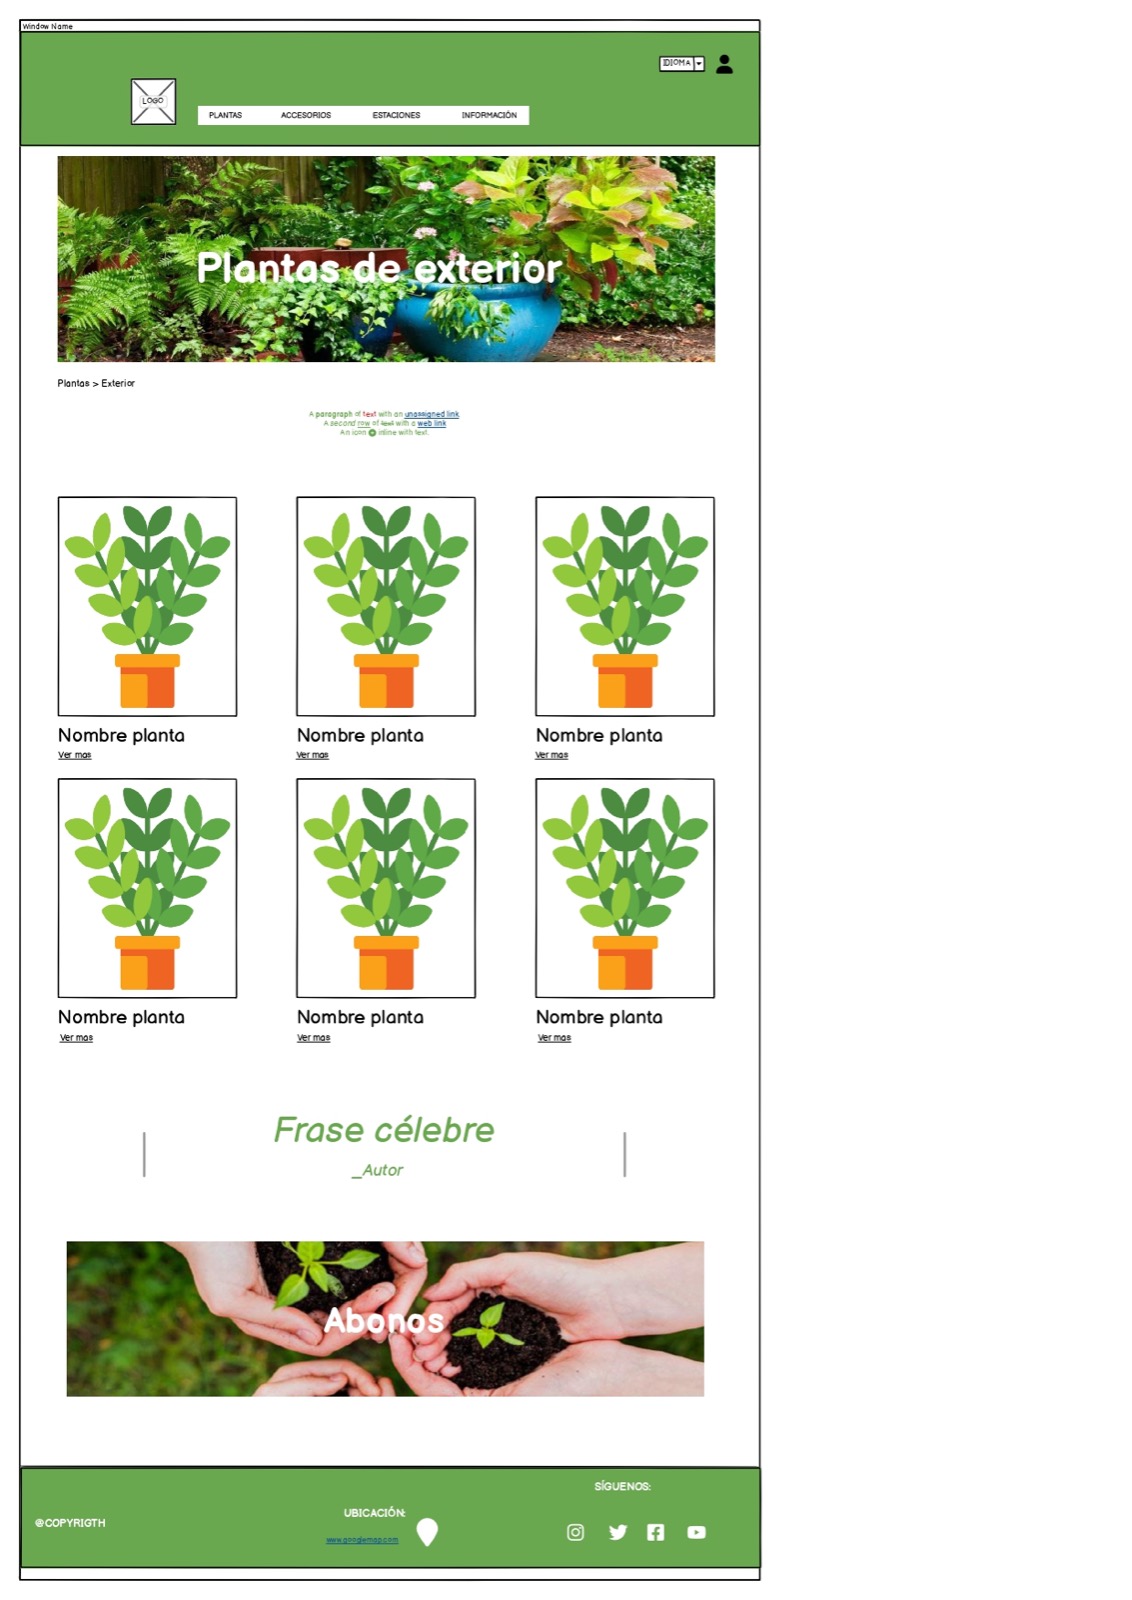 Window Name
IDIOMA
LOGO
PLANTAS ACCESORIOS ESTACIONES INFORMACIÓN
Plantas de exterior
Plantas > Exterior
A paragraph of text with an unassigned link
A second row of text with a web link
An icon inline with text.
Nombre planta Nombre planta Nombre planta
Ver mas Ver mas Ver mas
Nombre planta Nombre planta Nombre planta
Ver mas Ver mas Ver mas
Frase célebre
_Autor
Abonos
SÍGUENOS:
UBICACIÓN:
@COPYRIGTH
www.googlemap.com